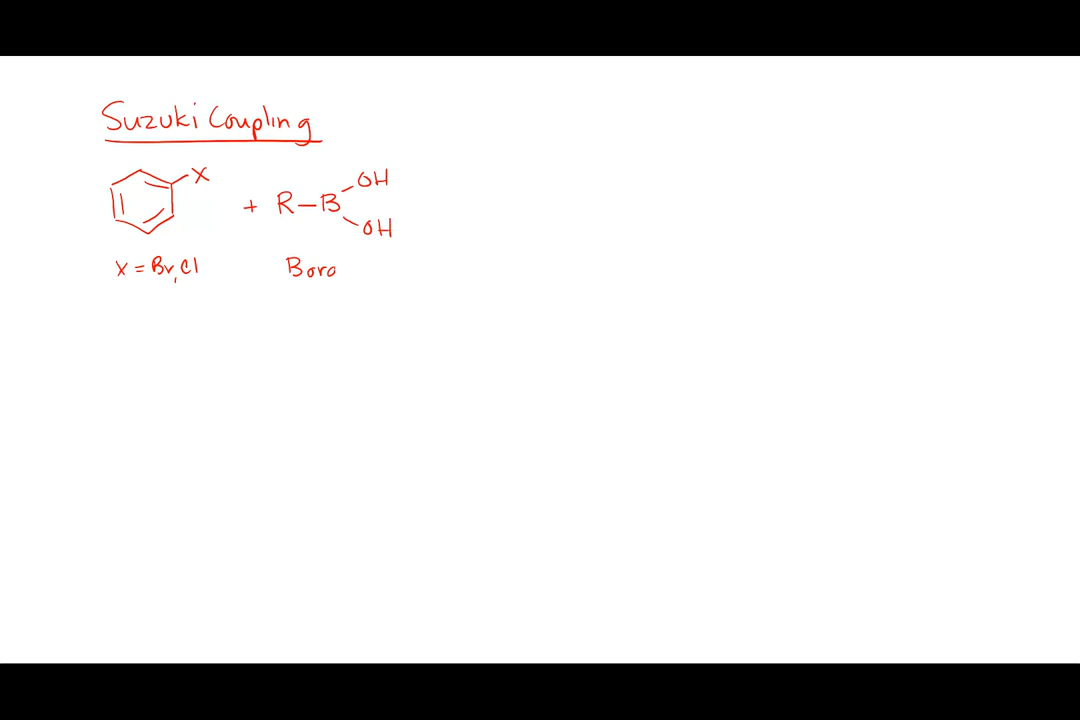 Suzuki Coupling
X
+ R-B
OH
OH
X = Br, Cl
Boro